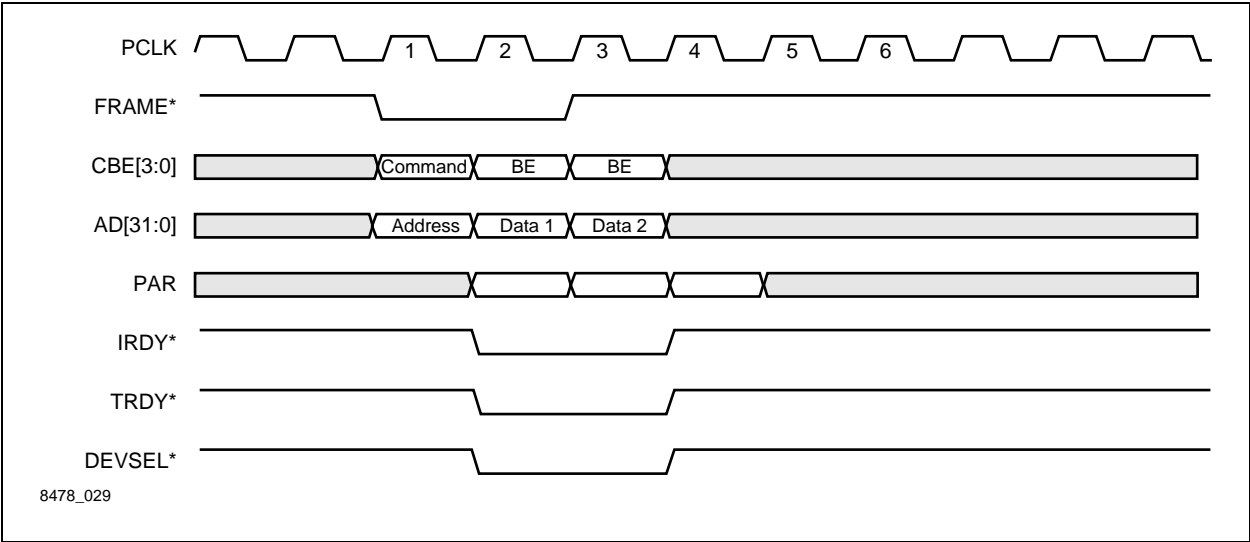 PCLK 1 2 3 4 5 6
FRAME*
CBE[3:0] Command BE BE
AD[31:0] Address Data 1 Data 2
PAR
IRDY*
TRDY*
DEVSEL*
8478_029